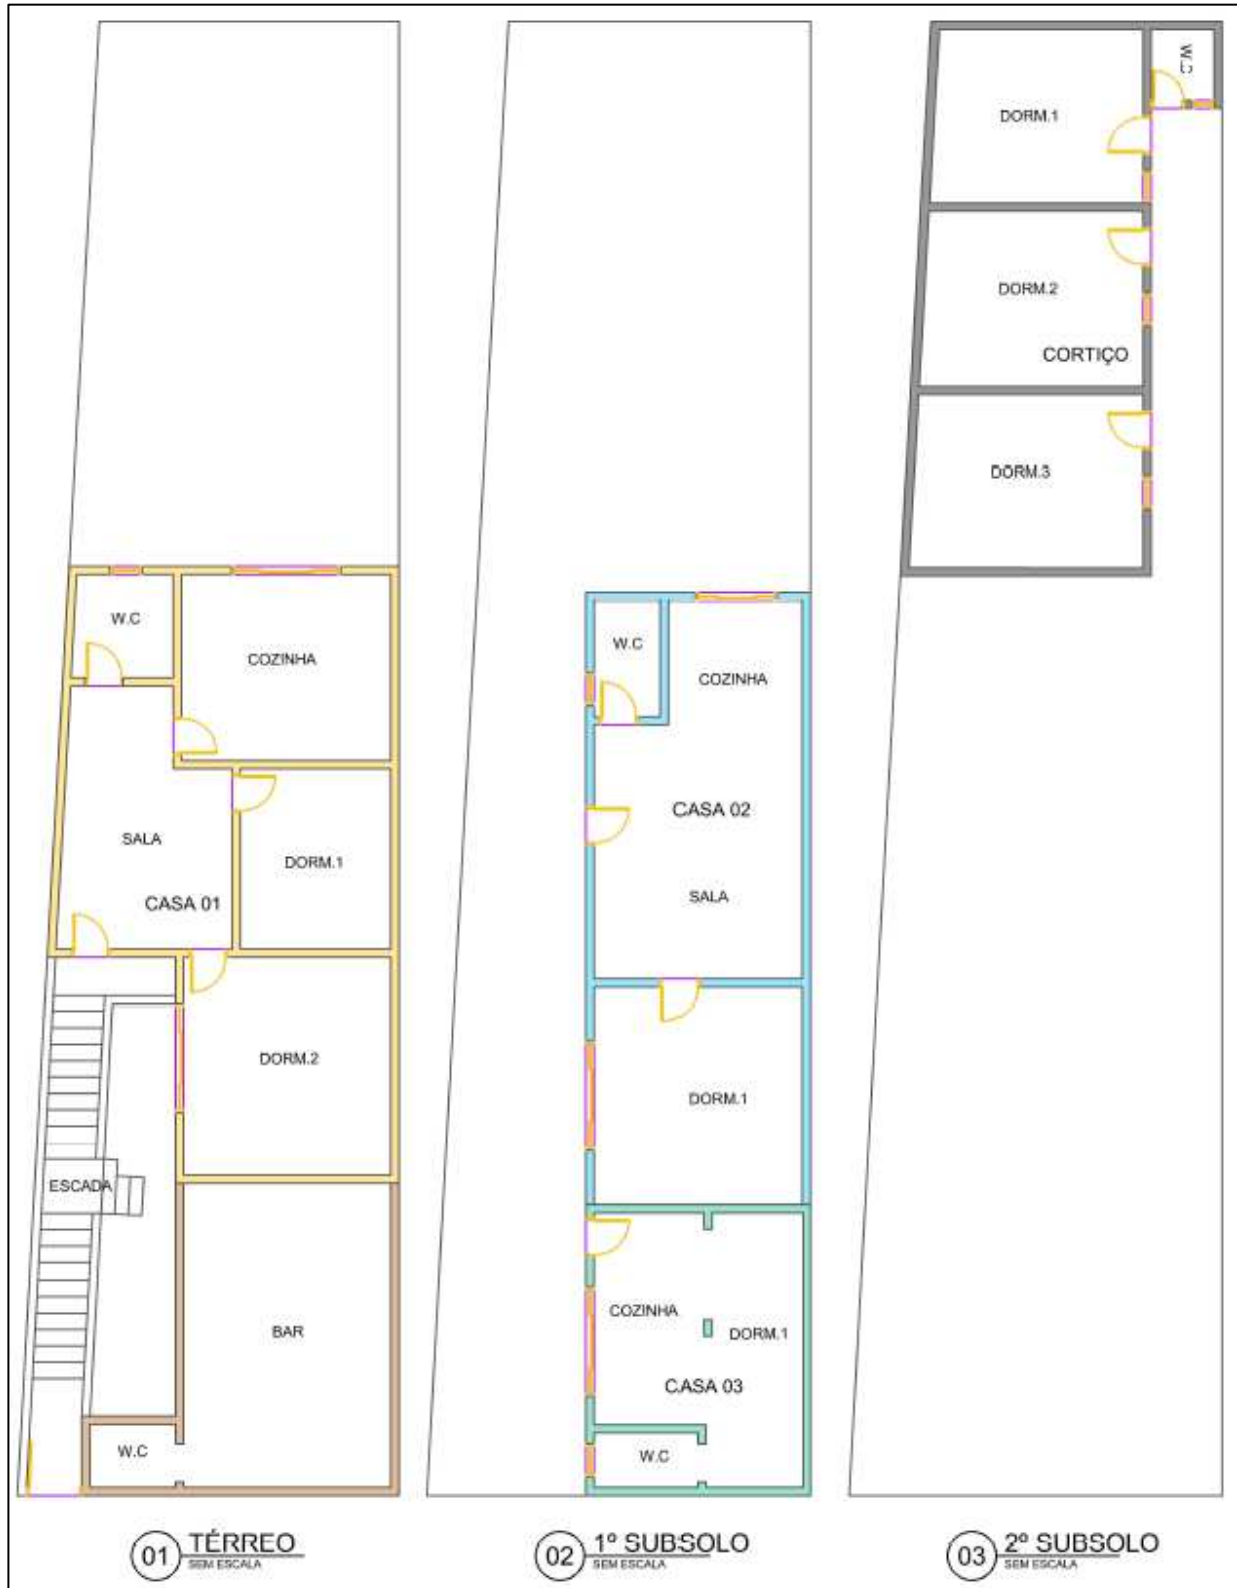 W.C
COZINHA
SALA
CASA 01
DORM.1
DORM.2
ESCADA
BAR
W.C
01
TÉRREO
SEM ESCALA
W.C
COZINHA
CASA 02
SALA
DORM.1
COZINHA
DORM.1
CASA 03
W.C
02
1º SUBSOLO
SEM ESCALA
W.C
DORM.1
DORM.2
CORTIÇO
DORM.3
03
2º SUBSOLO
SEM ESCALA